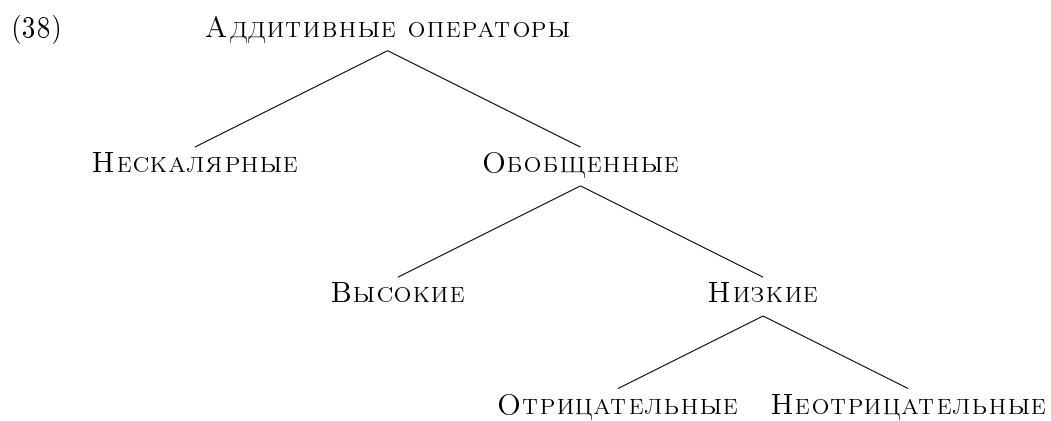 (38) Аддитивные операторы
Нескалярные Обобщенные
Высокие Низкие
Отрицательные Неотрицательные